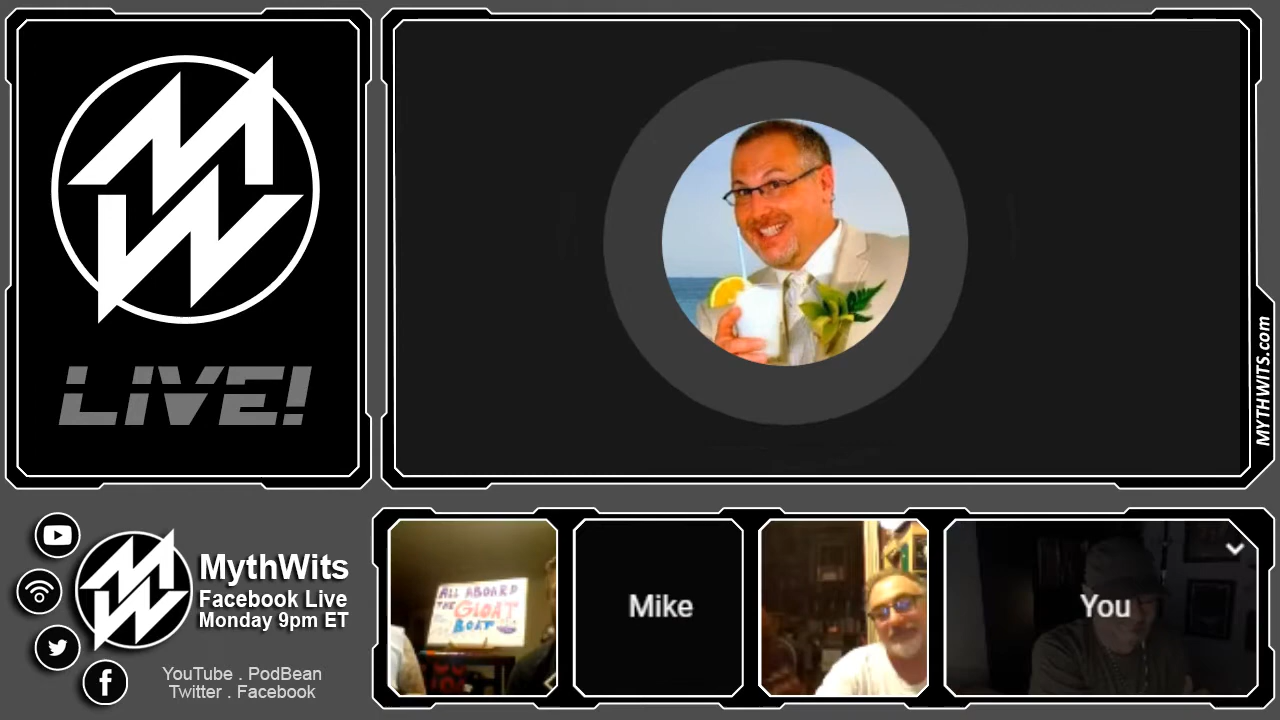 LIVE!
MYTHWITS.com
MythWits
Facebook Live
Monday 9pm ET
YouTube . PodBean
Twitter . Facebook
ALL ABOARD
THE GLOAT
BOAT
Mike
You